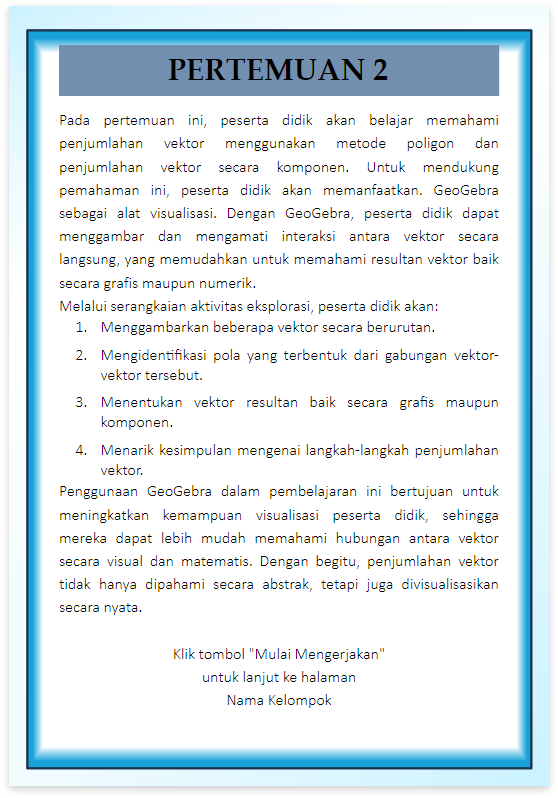 PERTEMUAN 2
Pada pertemuan ini, peserta didik akan belajar memahami
penjumlahan vektor menggunakan metode poligon dan
penjumlahan vektor secara komponen. Untuk mendukung
pemahaman ini, peserta didik akan memanfaatkan. GeoGebra
sebagai alat visualisasi. Dengan GeoGebra, peserta didik dapat
menggambar dan mengamati interaksi antara vektor secara
langsung, yang memudahkan untuk memahami resultan vektor baik
secara grafis maupun numerik.
Melalui serangkaian aktivitas eksplorasi, peserta didik akan:
1. Menggambarkan beberapa vektor secara berurutan.
2. Mengidentifikasi pola yang terbentuk dari gabungan vektor-
vektor tersebut.
3. Menentukan vektor resultan baik secara grafis maupun
komponen.
4. Menarik kesimpulan mengenai langkah-langkah penjumlahan
vektor.
Penggunaan GeoGebra dalam pembelajaran ini bertujuan untuk
meningkatkan kemampuan visualisasi peserta didik, sehingga
mereka dapat lebih mudah memahami hubungan antara vektor
secara visual dan matematis. Dengan begitu, penjumlahan vektor
tidak hanya dipahami secara abstrak, tetapi juga divisualisasikan
secara nyata.
Klik tombol "Mulai Mengerjakan"
untuk lanjut ke halaman
Nama Kelompok